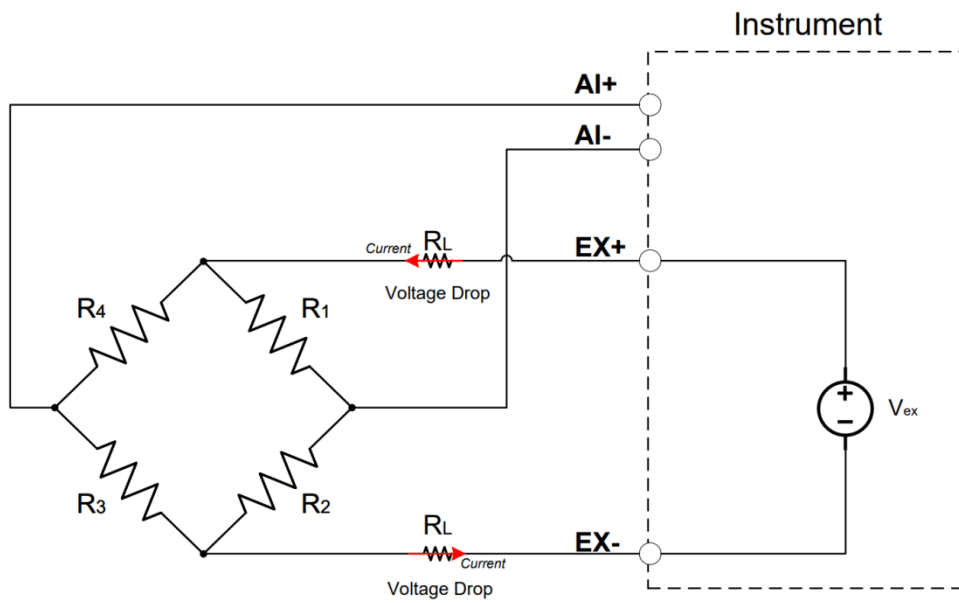 Instrument
AI+
AI-
Current
RL
EX+
Voltage Drop
R4
R1
+
−
Vex
R3
R2
RL
EX-
Current
Voltage Drop